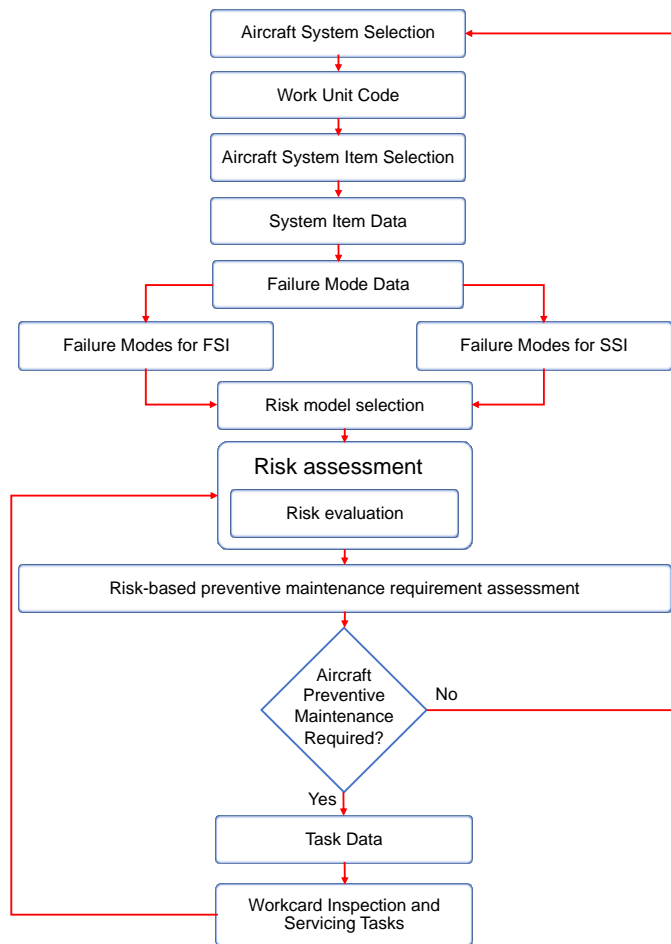 Aircraft System Selection
Work Unit Code
Aircraft System Item Selection
System Item Data
Failure Mode Data
Failure Modes for FSI
Failure Modes for SSI
Risk model selection
Risk assessment
Risk evaluation
Risk-based preventive maintenance requirement assessment
Aircraft
Preventive
Maintenance
Required?
No
Yes
Task Data
Workcard Inspection and
Servicing Tasks